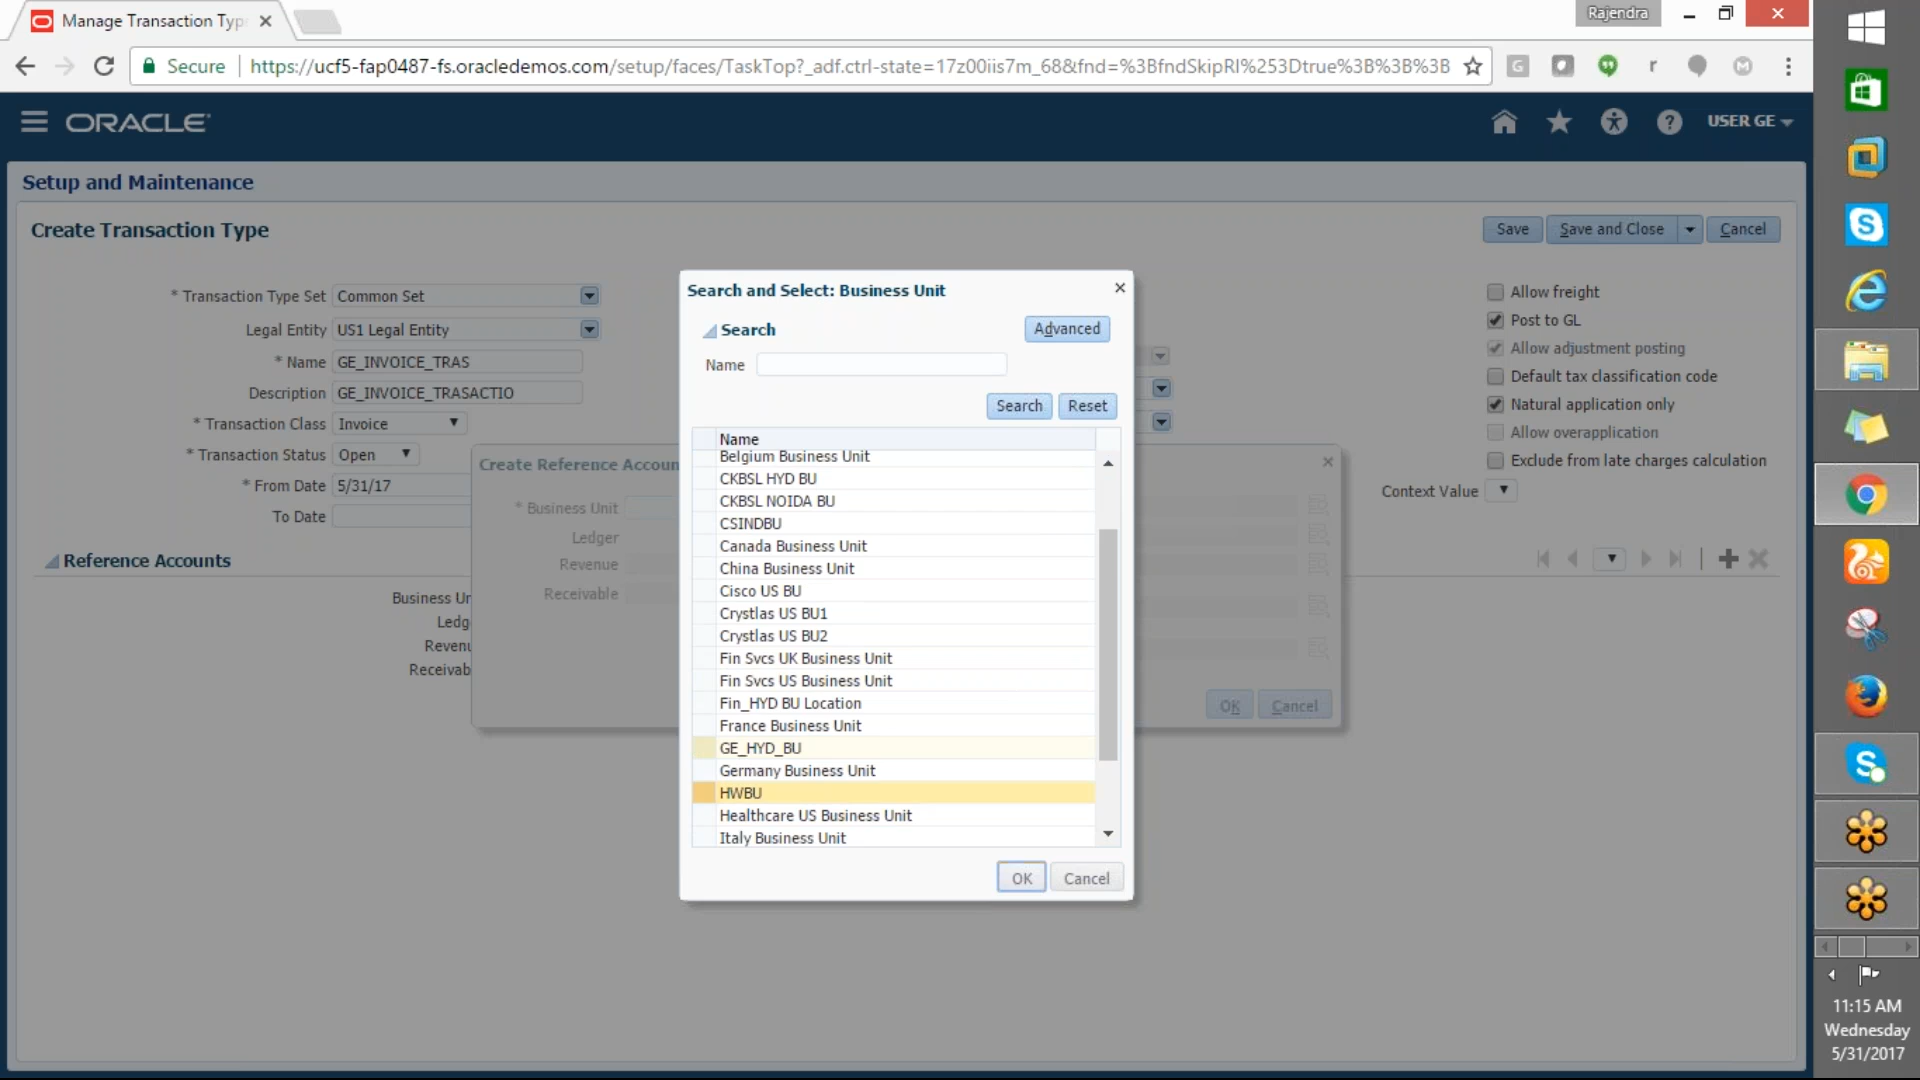 Manage Transaction Typ
Rajendra
Secure
https://ucf5-fap0487-fs.oracledemos.com/setup/faces/TaskTop?_adf.ctrl-state=17z00iis7m_68&fnd=%3BfndSkipRI%253Dtrue%3B%3B%3B
ORACLE
USER GE
Setup and Maintenance
Create Transaction Type
Save
Save and Close
Cancel
* Transaction Type Set Common Set
Legal Entity US1 Legal Entity
* Name GE_INVOICE_TRAS
Description GE_INVOICE_TRASACTIO
* Transaction Class Invoice
* Transaction Status Open
* From Date 5/31/17
To Date
Allow freight
Post to GL
Allow adjustment posting
Default tax classification code
Natural application only
Allow overapplication
Exclude from late charges calculation
Context Value
Reference Accounts
Business Un
Ledg
Revenu
Receivab
Create Reference Accoun
* Business Unit
Ledger
Revenue
Receivable
OK
Cancel
Search and Select: Business Unit
Search
Advanced
Name
Search
Reset
Name
Belgium Business Unit
CKBSL HYD BU
CKBSL NOIDA BU
CSINDBU
Canada Business Unit
China Business Unit
Cisco US BU
Crystlas US BU1
Crystlas US BU2
Fin Svcs UK Business Unit
Fin Svcs US Business Unit
Fin_HYD BU Location
France Business Unit
GE_HYD_BU
Germany Business Unit
HWBU
Healthcare US Business Unit
Italy Business Unit
OK
Cancel
11:15 AM
Wednesday
5/31/2017